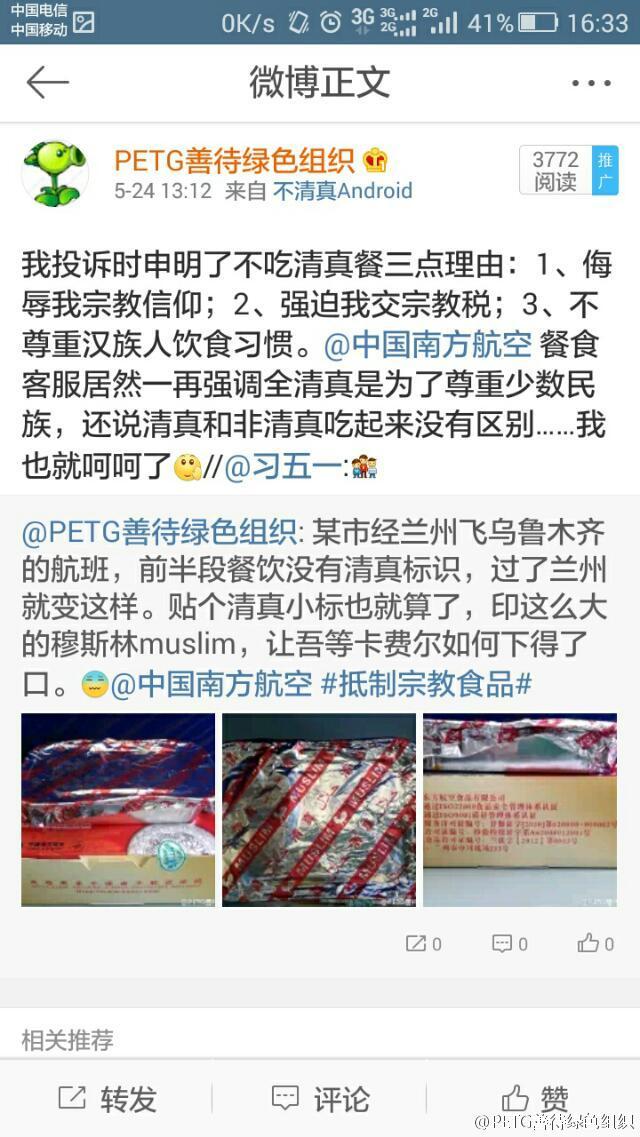 中国电信
中国移动
0K/s 3G 3G 2G 2G 41% 16:33
微博正文
PETG善待绿色组织
5-24 13:12 来自 不清真Android
3772
阅读
推广
我投诉时申明了不吃清真餐三点理由：1、侮
辱我宗教信仰；2、强迫我交宗教税；3、不
尊重汉族人饮食习惯。@中国南方航空 餐食
客服居然一再强调全清真是为了尊重少数民
族，还说清真和非清真吃起来没有区别……我
也就呵呵了//@习五一:
@PETG善待绿色组织: 某市经兰州飞乌鲁木齐
的航班，前半段餐饮没有清真标识，过了兰州
就变这样。贴个清真小标也就算了，印这么大
的穆斯林muslim，让吾等卡费尔如何下得了
口。@中国南方航空 #抵制宗教食品#
MUSLIM
MUSLIM
MUSLIM
东方航空食品有限公司
0
0
0
相关推荐
转发
评论
赞
@PETG善待绿色组织